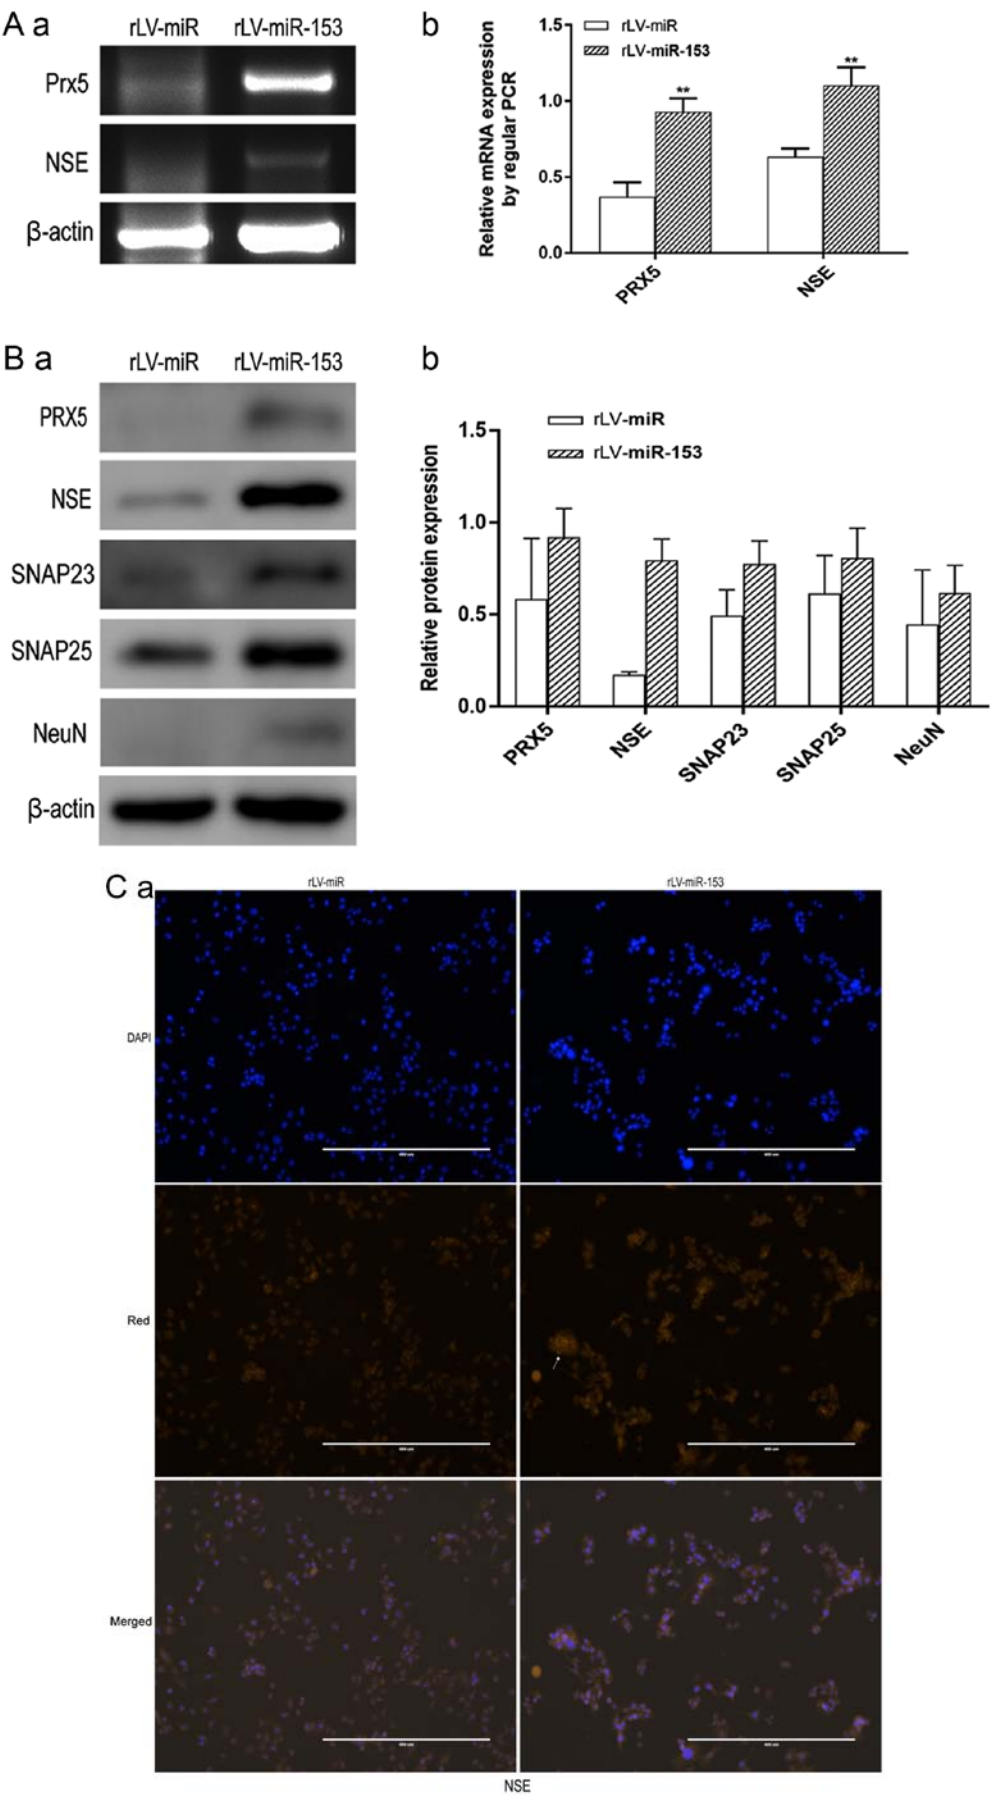 A a
rLV-miR rLV-miR-153
Prx5
NSE
β-actin
b
rLV-miR
rLV-miR-153
Relative mRNA expression
by regular PCR
1.5
1.0
0.5
0.0
**
**
PRX5
NSE
B a
rLV-miR rLV-miR-153
PRX5
NSE
SNAP23
SNAP25
NeuN
β-actin
b
rLV-miR
rLV-miR-153
Relative protein expression
1.5
1.0
0.5
0.0
PRX5
NSE
SNAP23
SNAP25
NeuN
C a
rLV-miR
rLV-miR-153
DAPI
Red
Merged
NSE